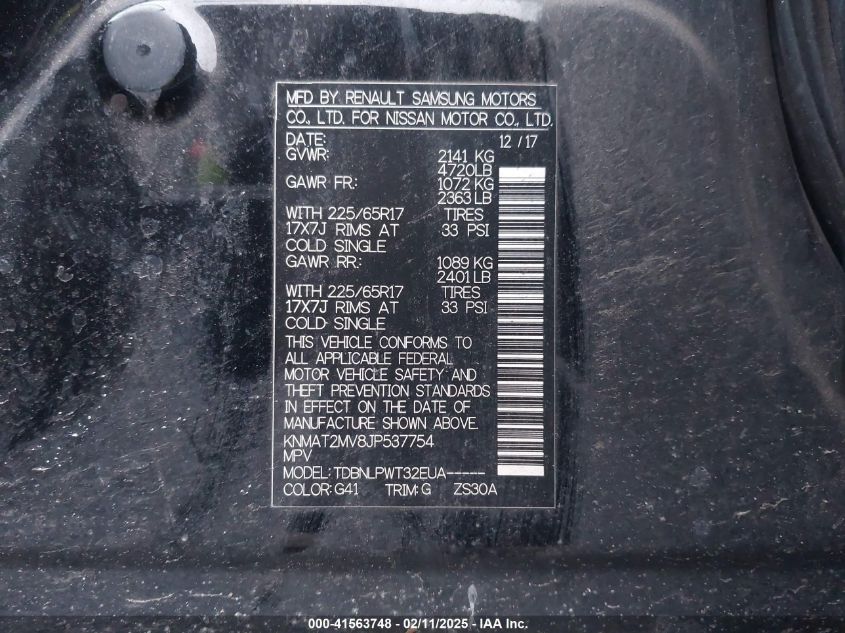 MFD BY RENAULT SAMSUNG MOTORS
CO., LTD. FOR NISSAN MOTOR CO., LTD.
DATE: 12 / 17
GVWR: 2141 KG
4720LB
GAWR FR.: 1072 KG
2363 LB
WITH 225/65R17 TIRES
17X7J RIMS AT 33 PSI
COLD SINGLE
GAWR RR.: 1089 KG
2401 LB
WITH 225/65R17 TIRES
17X7J RIMS AT 33 PSI
COLD SINGLE
THIS VEHICLE CONFORMS TO
ALL APPLICABLE FEDERAL
MOTOR VEHICLE SAFETY AND
THEFT PREVENTION STANDARDS
IN EFFECT ON THE DATE OF
MANUFACTURE SHOWN ABOVE.
KNMAT2MV8JP537754
MPV
MODEL: TDBNLPWT32EUA-----
COLOR: G41 TRIM: G ZS30A
000-41563748 - 02/11/2025 - IAA Inc.